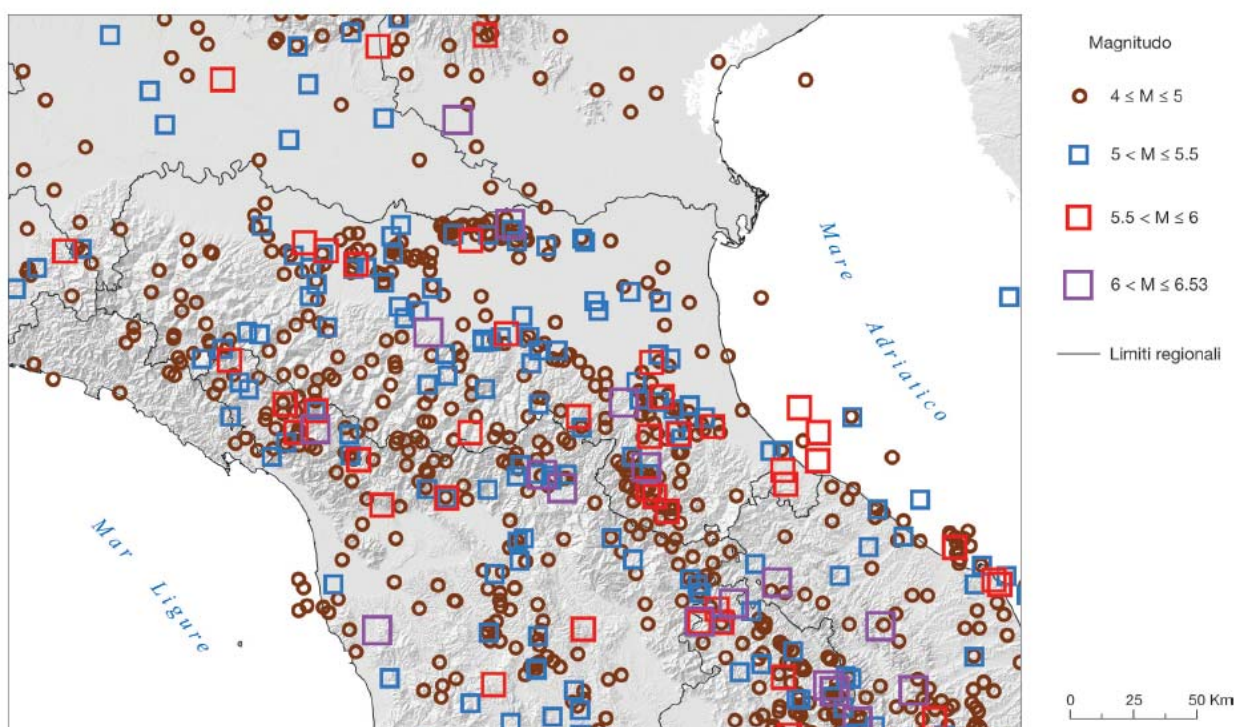 Magnitudo
4 ≤ M ≤ 5
5 < M ≤ 5.5
5.5 < M ≤ 6
6 < M ≤ 6.53
Limiti regionali
Mare
Adriatico
Mar
Ligure
0 25 50 Km